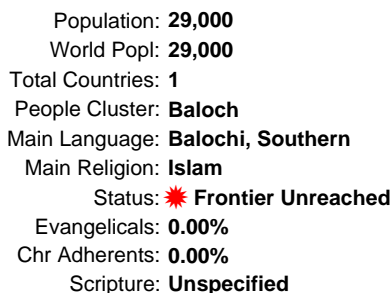 Population: 29,000
World Popl: 29,000
Total Countries: 1
People Cluster: Baloch
Main Language: Balochi, Southern
Main Religion: Islam
Status: Frontier Unreached
Evangelicals: 0.00%
Chr Adherents: 0.00%
Scripture: Unspecified